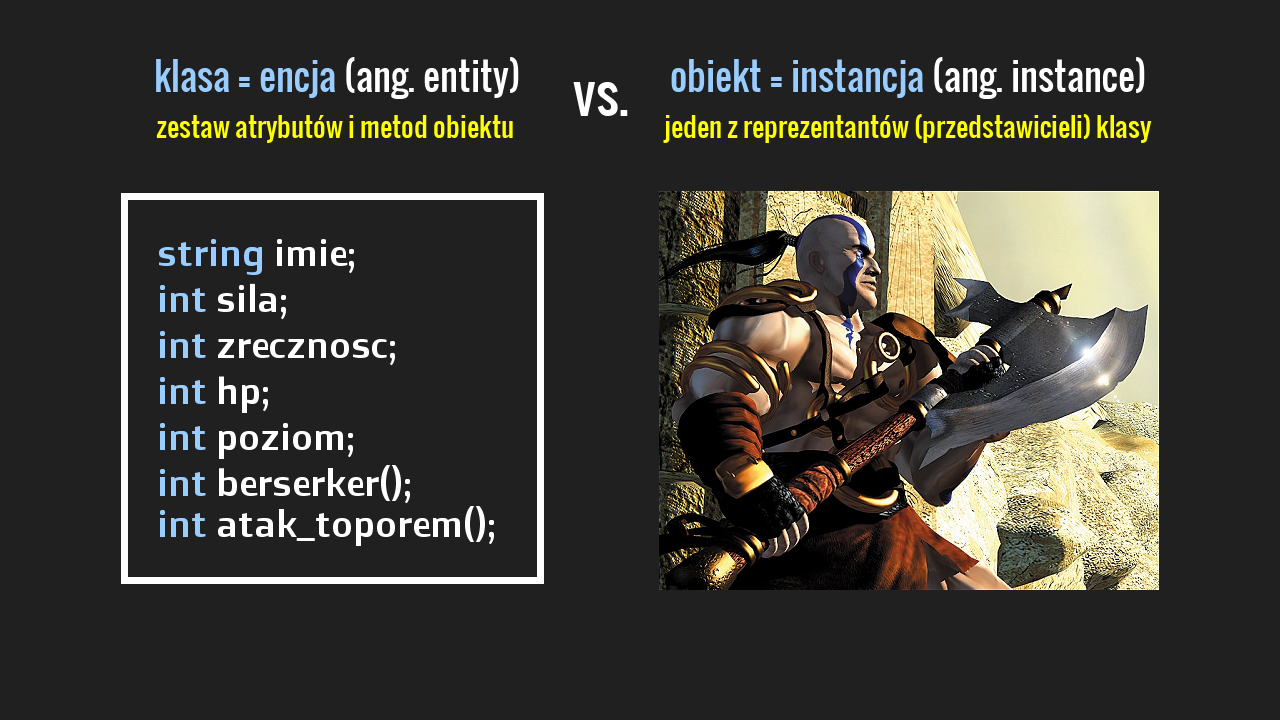 klasa = encja (ang. entity)
zestaw atrybutów i metod obiektu
vs.
obiekt = instancja (ang. instance)
jeden z reprezentantów (przedstawicieli) klasy
string imie;
int sila;
int zrecznosc;
int hp;
int poziom;
int berserker();
int atak_toporem();